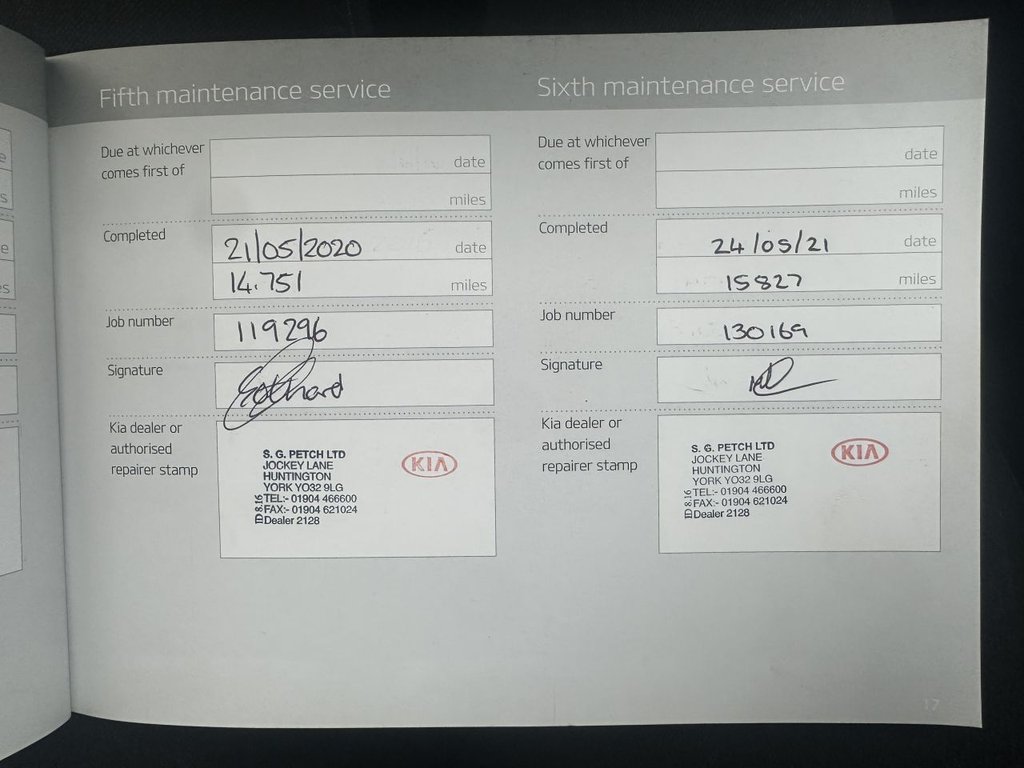 Fifth maintenance service
Due at whichever
comes first of
date
miles
Completed
21/05/2020 date
14.751 miles
Job number
119296
Signature
Kia dealer or
authorised
repairer stamp
S. G. PETCH LTD
JOCKEY LANE
HUNTINGTON
YORK YO32 9LG
TEL:- 01904 466600
FAX:- 01904 621024
Dealer 2128
KIA
Sixth maintenance service
Due at whichever
comes first of
date
miles
Completed
24/05/21 date
15827 miles
Job number
130169
Signature
Kia dealer or
authorised
repairer stamp
S. G. PETCH LTD
JOCKEY LANE
HUNTINGTON
YORK YO32 9LG
TEL:- 01904 466600
FAX:- 01904 621024
Dealer 2128
KIA
17